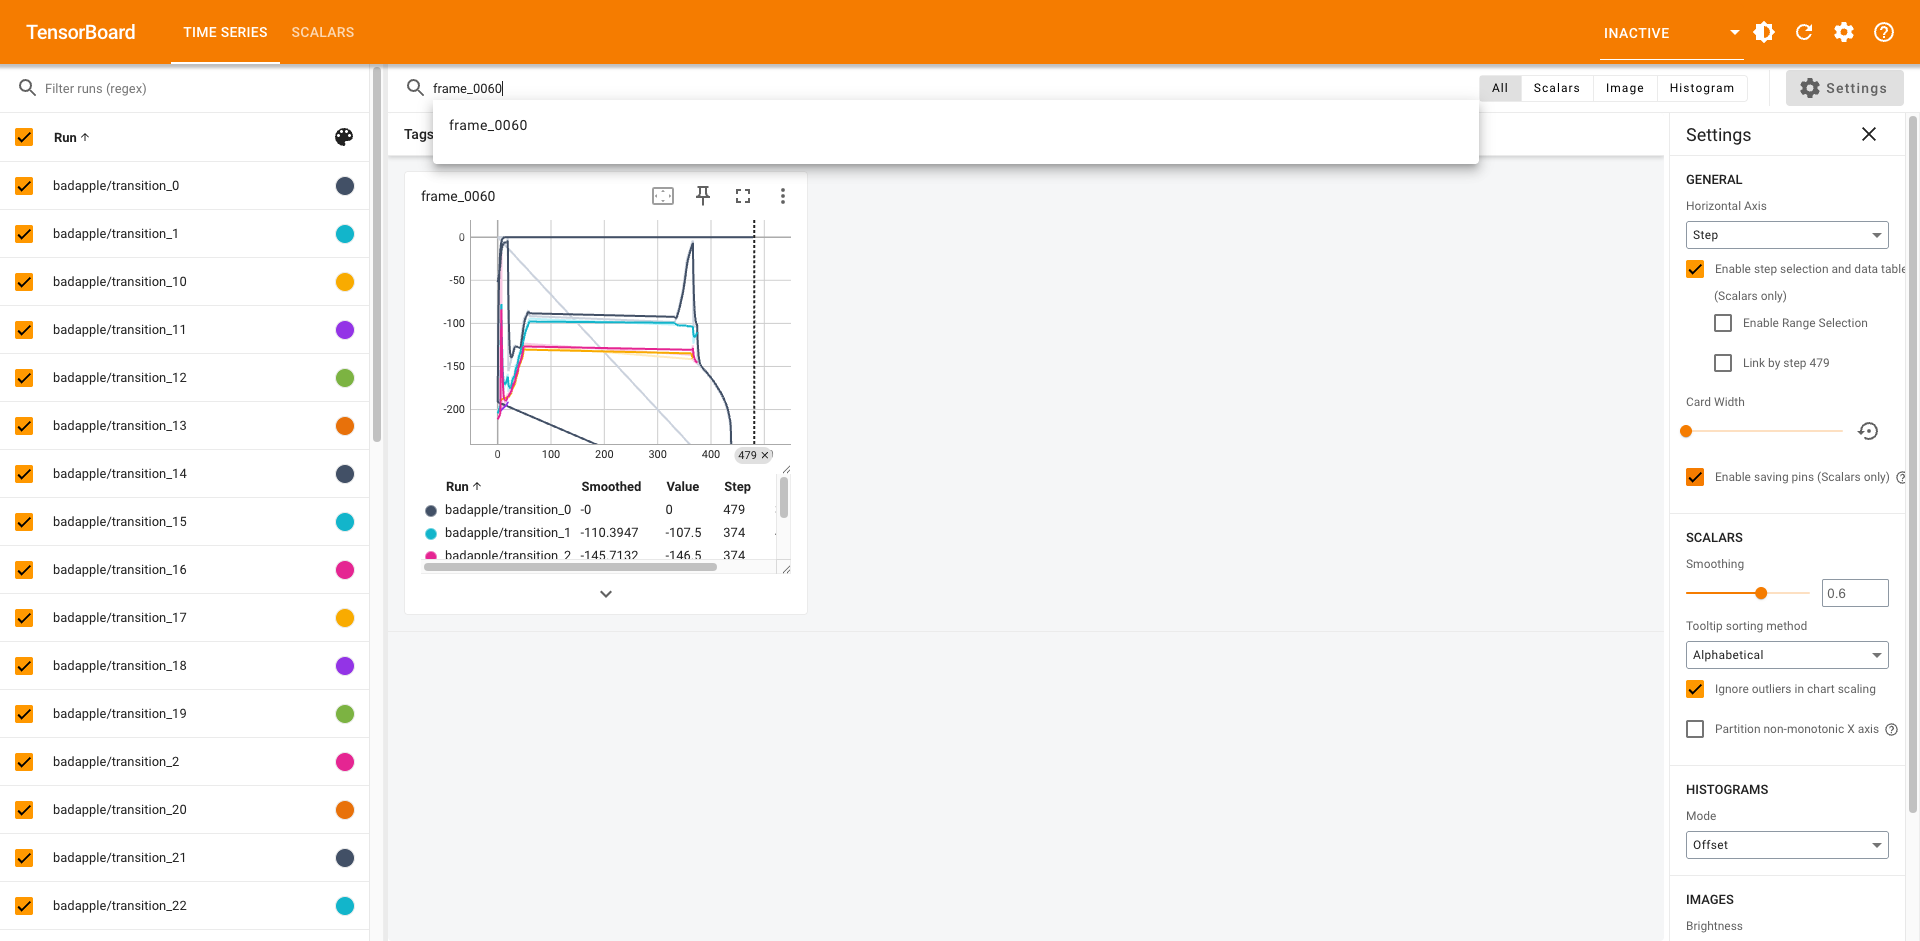 TensorBoard
TIME SERIES
SCALARS
INACTIVE
Filter runs (regex)
frame_0060
All
Scalars
Image
Histogram
Settings
frame_0060
Tags
Run
badapple/transition_0
badapple/transition_1
badapple/transition_10
badapple/transition_11
badapple/transition_12
badapple/transition_13
badapple/transition_14
badapple/transition_15
badapple/transition_16
badapple/transition_17
badapple/transition_18
badapple/transition_19
badapple/transition_2
badapple/transition_20
badapple/transition_21
badapple/transition_22
frame_0060
0
-50
-100
-150
-200
0 100 200 300 400 479
Run Smoothed Value Step
badapple/transition_0 -0 0 479
badapple/transition_1 -110.3947 -107.5 374
badapple/transition_2 -145.7132 -146.5 374
Settings
GENERAL
Horizontal Axis
Step
Enable step selection and data table
(Scalars only)
Enable Range Selection
Link by step 479
Card Width
Enable saving pins (Scalars only)
SCALARS
Smoothing
0.6
Tooltip sorting method
Alphabetical
Ignore outliers in chart scaling
Partition non-monotonic X axis
HISTOGRAMS
Mode
Offset
IMAGES
Brightness